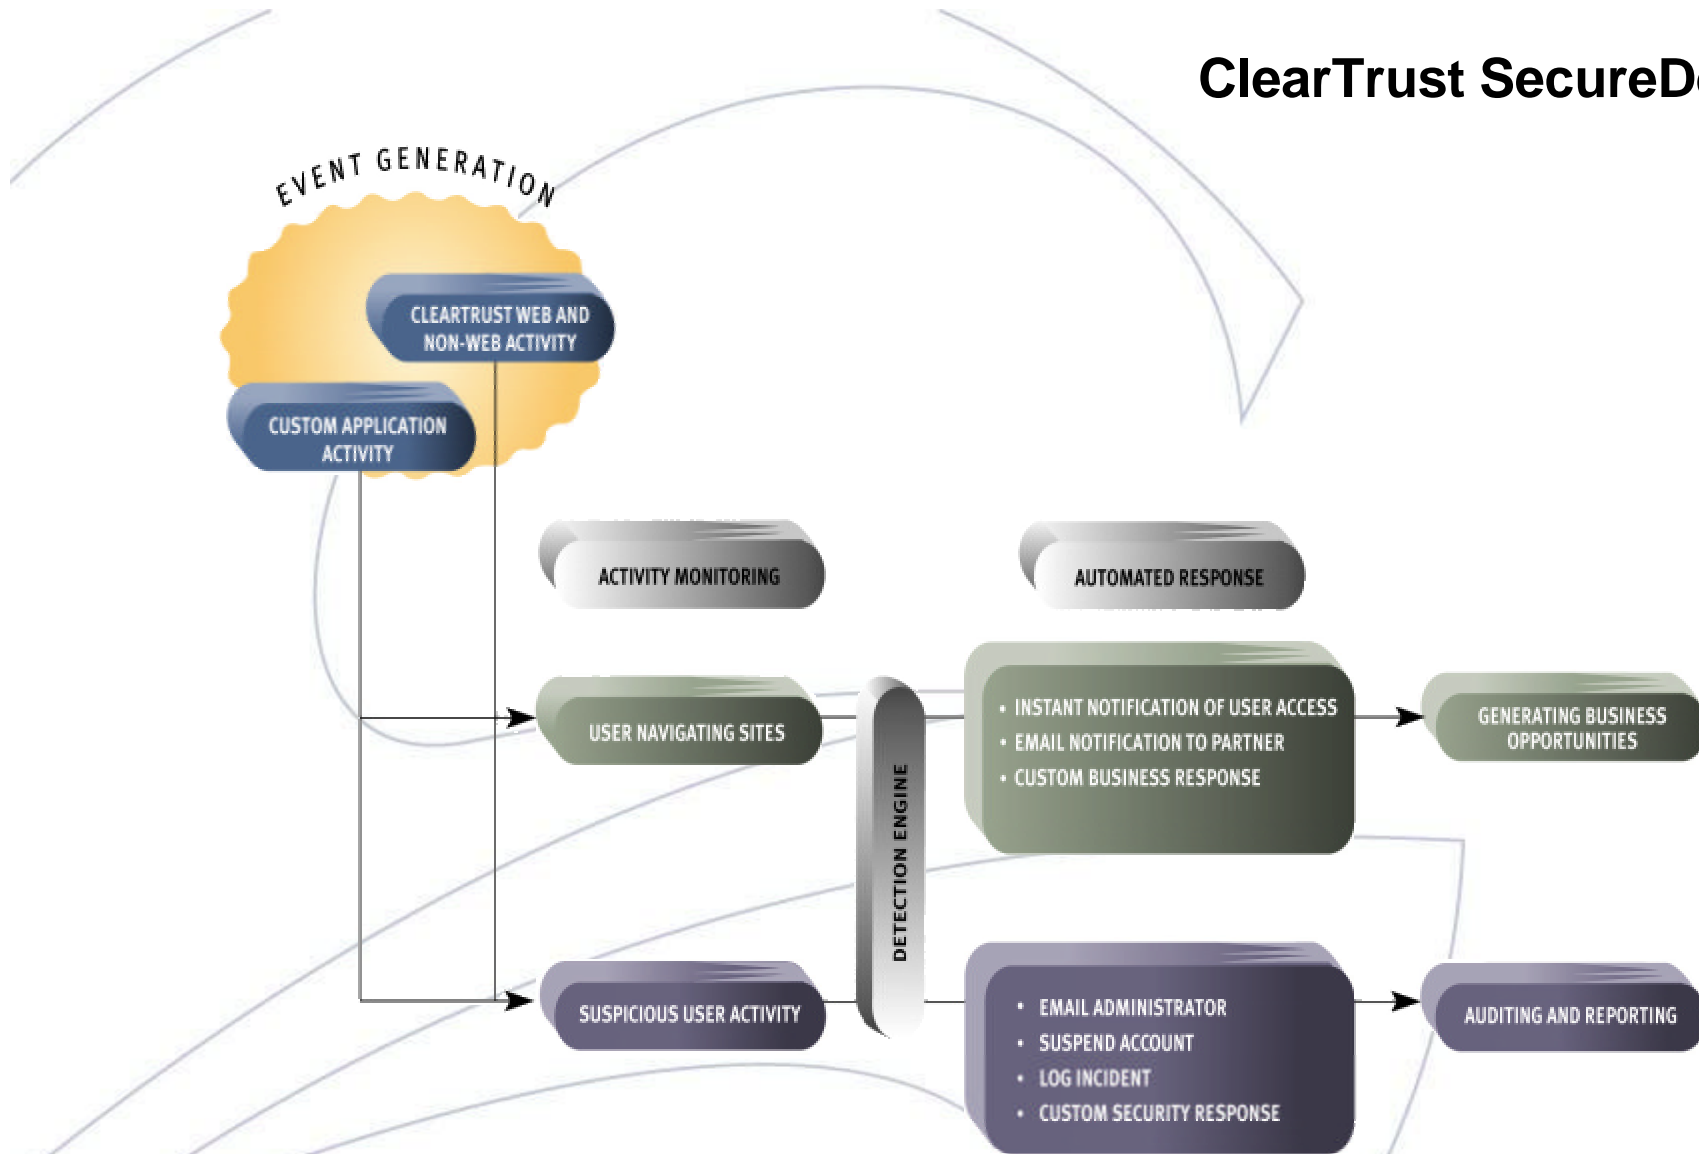 ClearTrust
EVENT GENERATION
CLEARTRUST WEB AND
NON-WEB ACTIVITY
CUSTOM APPLICATION
ACTIVITY
ACTIVITY MONITORING
AUTOMATED RESPONSE
USER NAVIGATING SITES
DETECTION ENGINE
• INSTANT NOTIFICATION OF USER ACCESS
• EMAIL NOTIFICATION TO PARTNER
• CUSTOM BUSINESS RESPONSE
GENERATING BUSINESS
OPPORTUNITIES
SUSPICIOUS USER ACTIVITY
• EMAIL ADMINISTRATOR
• SUSPEND ACCOUNT
• LOG INCIDENT
• CUSTOM SECURITY RESPONSE
AUDITING AND REPORTING